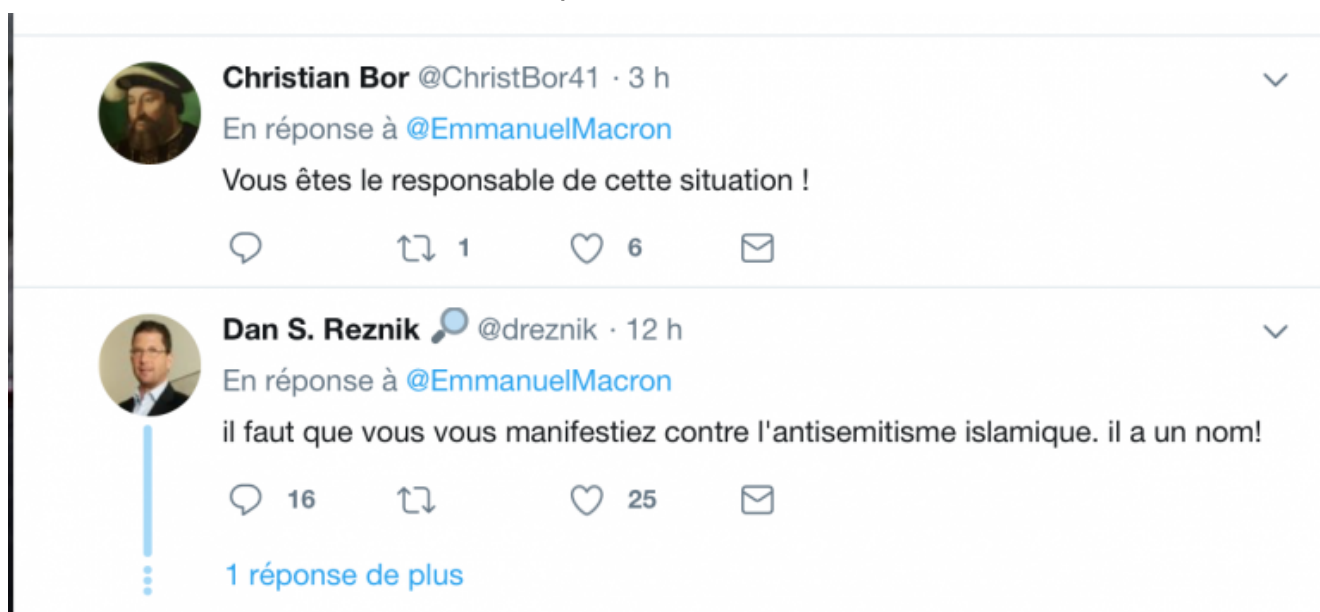 Christian Bor @ChristBor41 · 3 h
En réponse à @EmmanuelMacron
Vous êtes le responsable de cette situation !
1 6
Dan S. Reznik @dreznik · 12 h
En réponse à @EmmanuelMacron
il faut que vous vous manifestiez contre l'antisemitisme islamique. il a un nom!
16 25
1 réponse de plus